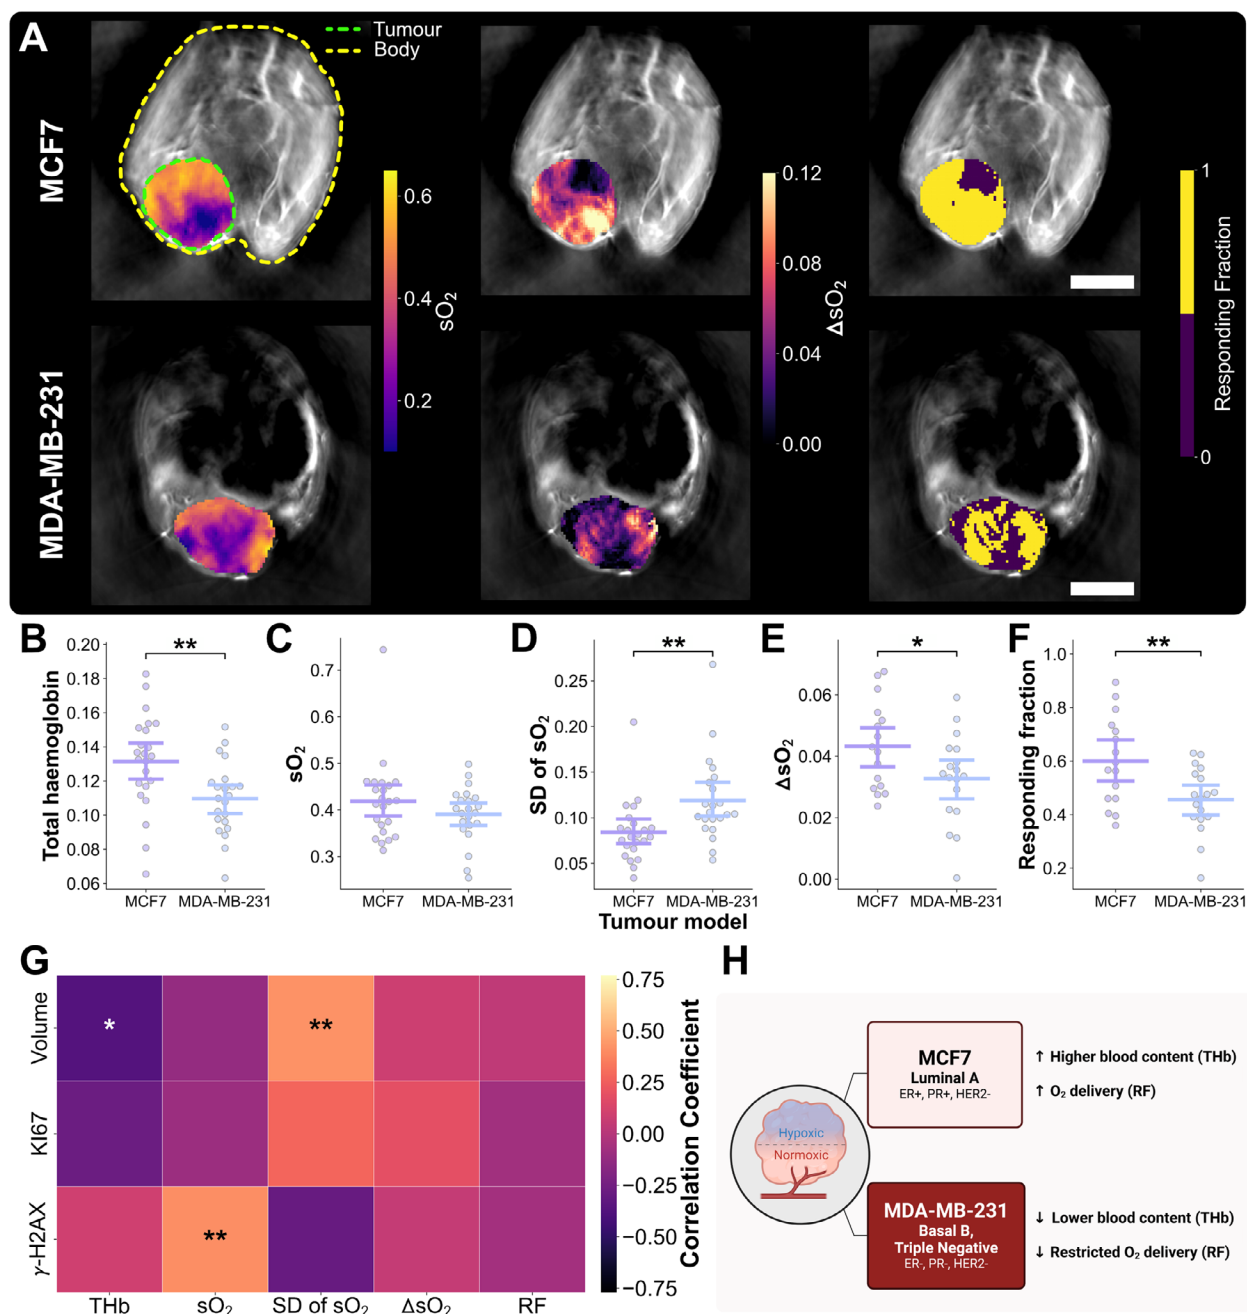 A
Tumour
Body
MCF7
0.6
0.4
0.2
sO₂
0.12
0.08
0.04
0.00
ΔsO₂
1
0
Responding Fraction
MDA-MB-231
B
**
Total haemoglobin
0.20
0.18
0.16
0.14
0.12
0.10
0.08
0.06
MCF7 MDA-MB-231
C
sO₂
0.7
0.6
0.5
0.4
0.3
MCF7 MDA-MB-231
D
**
SD of sO₂
0.25
0.20
0.15
0.10
0.05
MCF7 MDA-MB-231
Tumour model
E
*
ΔsO₂
0.06
0.04
0.02
0.00
MCF7 MDA-MB-231
F
**
Responding fraction
1.0
0.8
0.6
0.4
0.2
MCF7 MDA-MB-231
G
Volume
KI67
γ-H2AX
*
**
**
THb sO₂ SD of sO₂ ΔsO₂ RF
0.75
0.50
0.25
0.00
−0.25
−0.50
−0.75
Correlation Coefficient
H
Hypoxic
Normoxic
MCF7
Luminal A
ER+, PR+, HER2-
↑ Higher blood content (THb)
↑ O₂ delivery (RF)
MDA-MB-231
Basal B,
Triple Negative
ER-, PR-, HER2-
↓ Lower blood content (THb)
↓ Restricted O₂ delivery (RF)